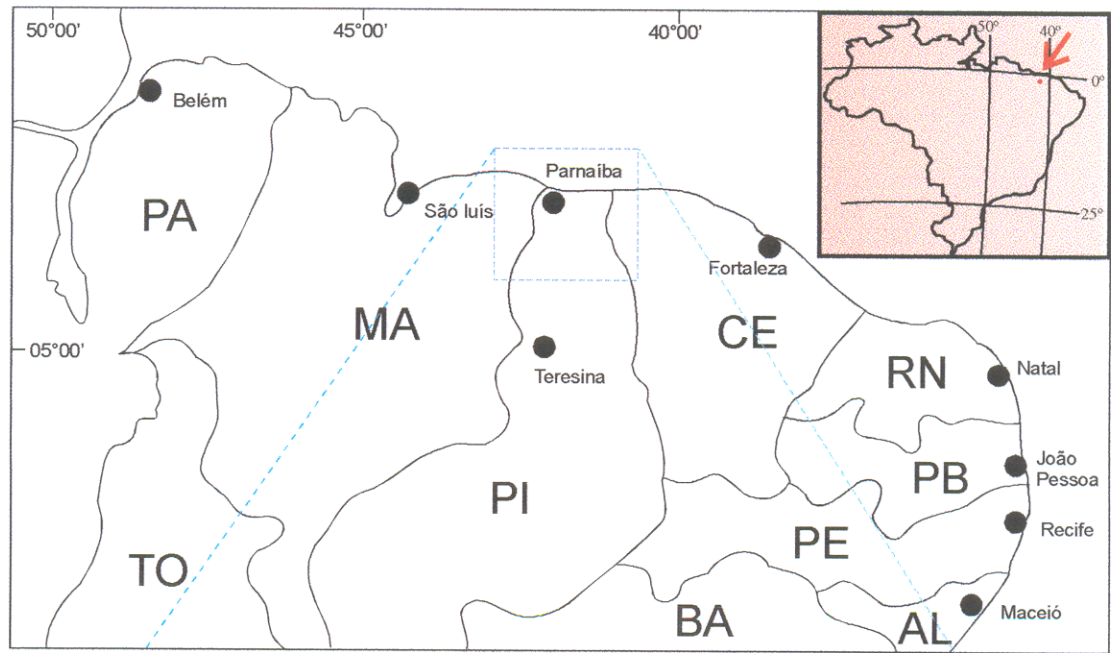 50°00'
45°00'
40°00'
50°
40°
0°
25°
Belém
PA
São luís
Parnaíba
Fortaleza
MA
CE
05°00'
Teresina
RN
Natal
PI
PB
João
Pessoa
TO
PE
Recife
BA
AL
Maceió